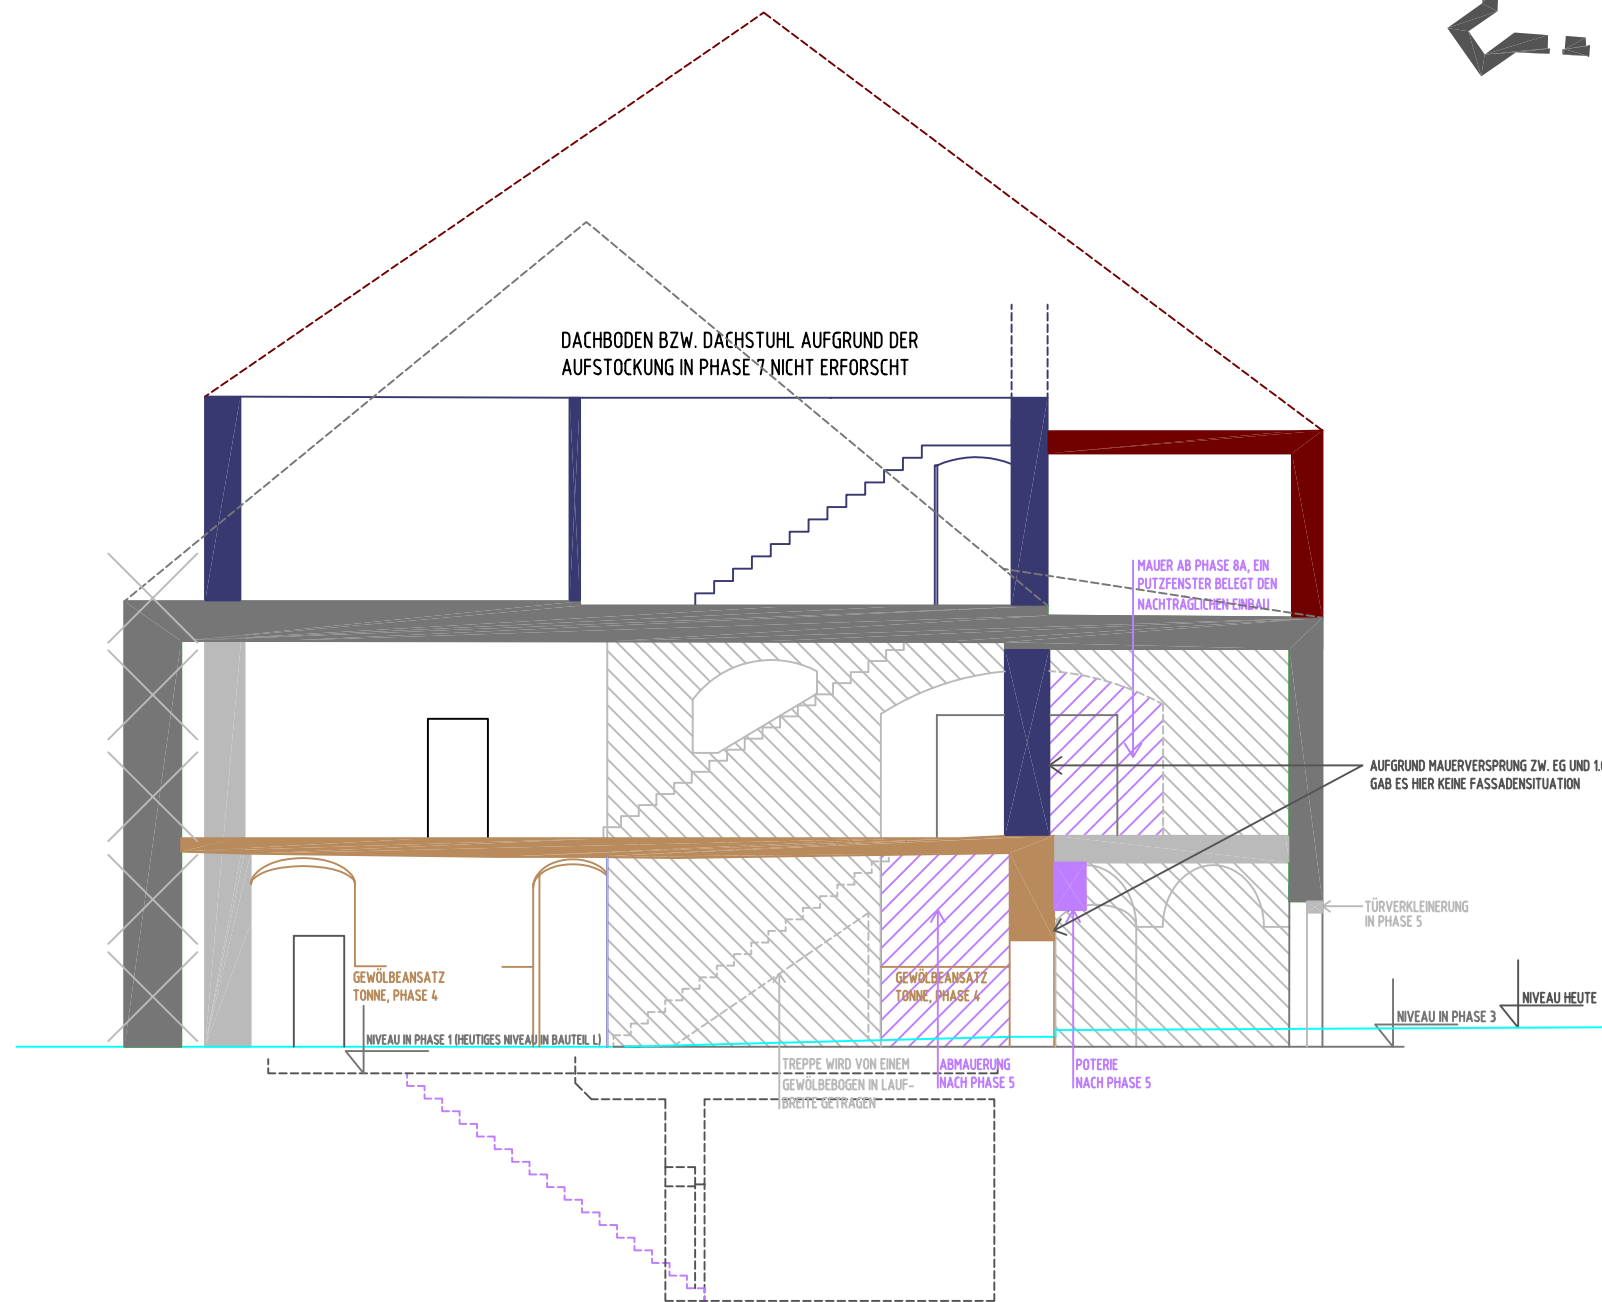 DACHBODEN BZW. DACHSTUHL AUFGRUND DER
AUFSTOCKUNG IN PHASE 7 NICHT ERFORSCHT
MAUER AB PHASE 8A, EIN
PUTZFENSTER BELEGT DEN
NACHTRÄGLICHEN EINBAU
AUFGRUND MAUERVERSPRUNG ZW. EG UND 1.
GAB ES HIER KEINE FASSADENSITUATION
TÜRVERKLEINERUNG
IN PHASE 5
GEWÖLBEANSATZ
TONNE, PHASE 4
GEWÖLBEANSATZ
TONNE, PHASE 4
NIVEAU HEUTE
NIVEAU IN PHASE 3
NIVEAU IN PHASE 1 (HEUTIGES NIVEAU IN BAUTEIL L)
TREPPE WIRD VON EINEM
GEWÖLBEBOGEN IN LAUF-
BREITE GETRAGEN
ABMAUERUNG
NACH PHASE 5
POTERIE
NACH PHASE 5